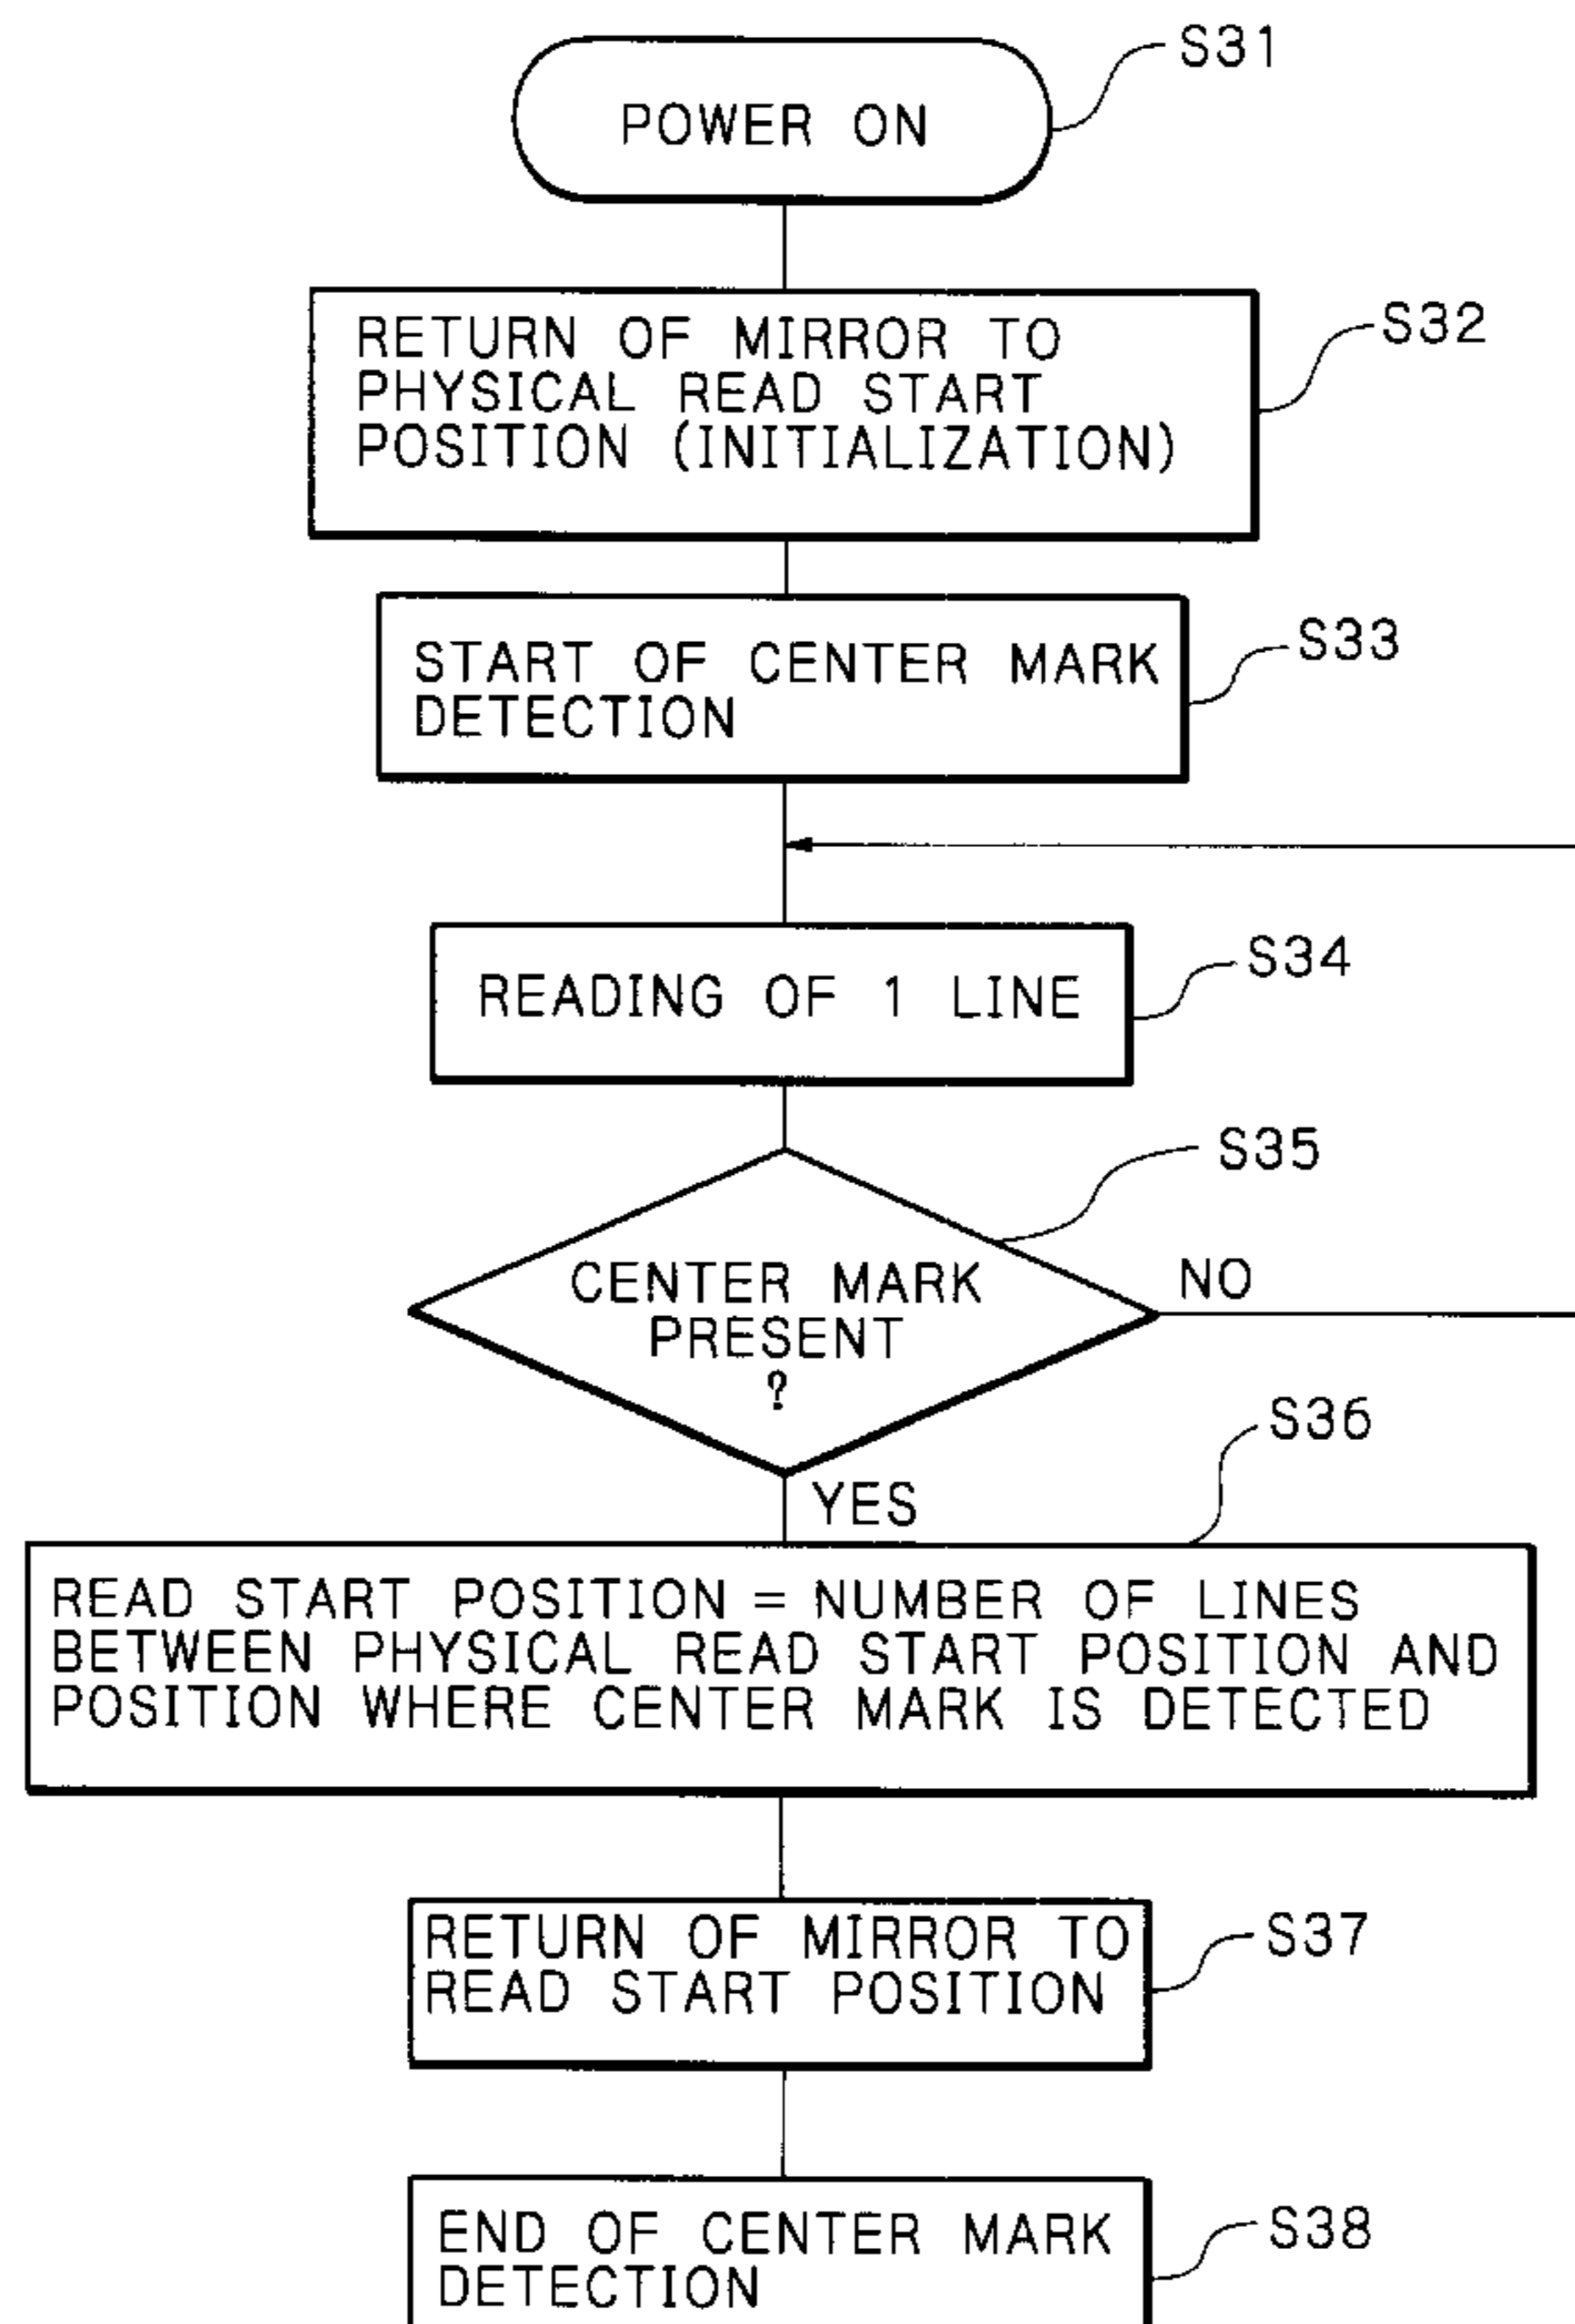 S31
POWER ON
S32
RETURN OF MIRROR TO
PHYSICAL READ START
POSITION (INITIALIZATION)
S33
START OF CENTER MARK
DETECTION
S34
READING OF 1 LINE
S35
CENTER MARK
PRESENT
?
NO
YES
S36
READ START POSITION = NUMBER OF LINES
BETWEEN PHYSICAL READ START POSITION AND
POSITION WHERE CENTER MARK IS DETECTED
S37
RETURN OF MIRROR TO
READ START POSITION
S38
END OF CENTER MARK
DETECTION